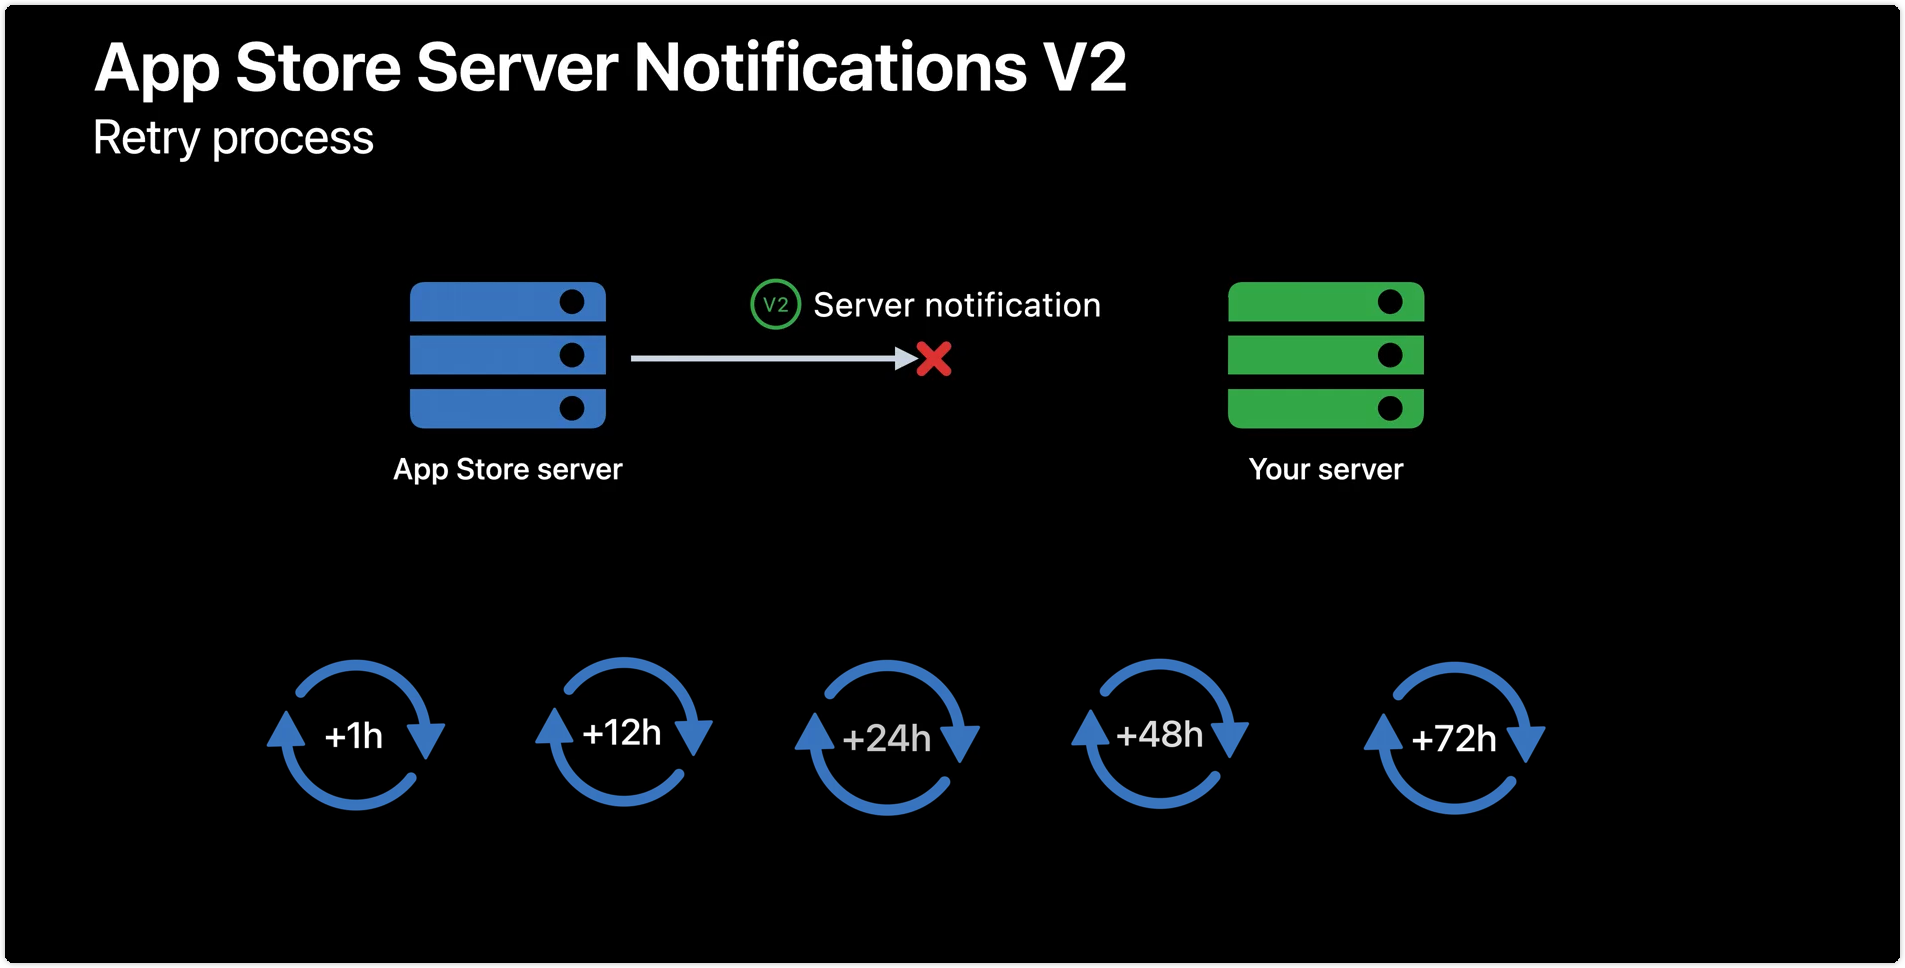 App Store Server Notifications V2
Retry process
V2 Server notification
App Store server
Your server
+1h
+12h
+24h
+48h
+72h